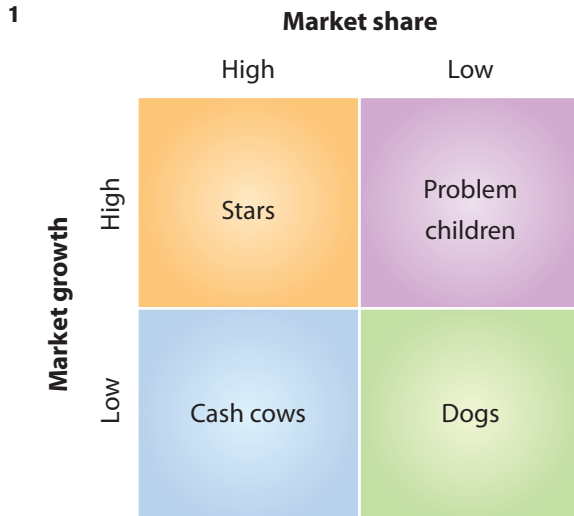 1
Market share
High Low
Market growth
High
Stars
Problem
children
Low
Cash cows
Dogs